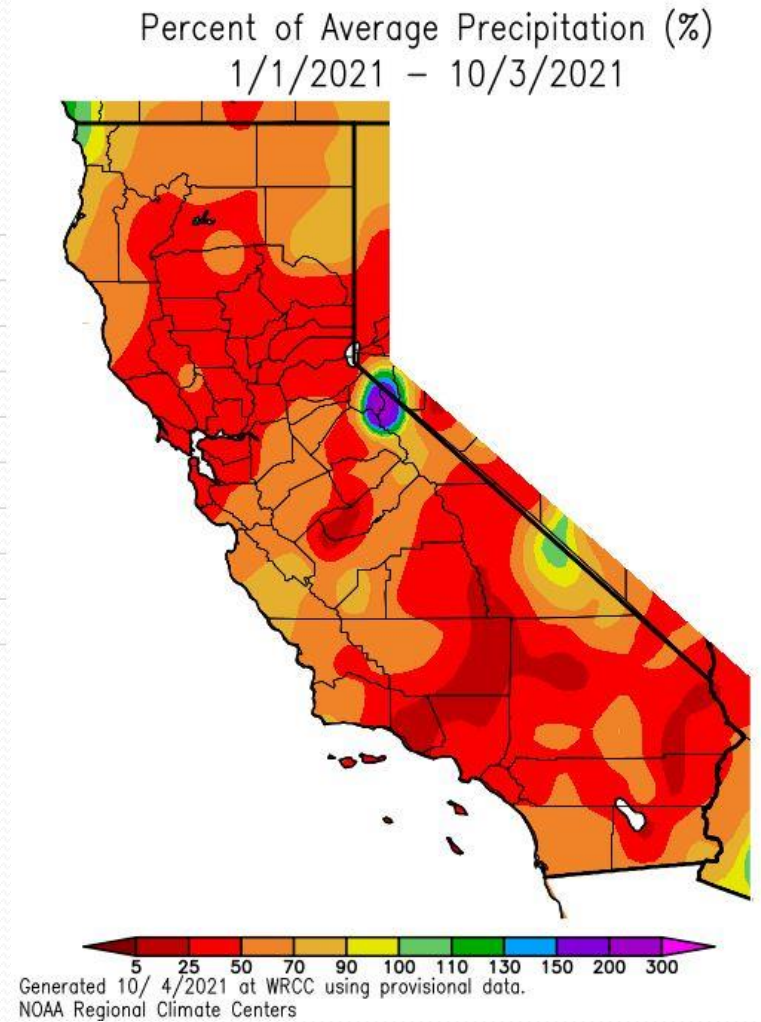 Percent of Average Precipitation (%)
1/1/2021 – 10/3/2021
5 25 50 70 90 100 110 130 150 200 300
Generated 10/ 4/2021 at WRCC using provisional data.
NOAA Regional Climate Centers